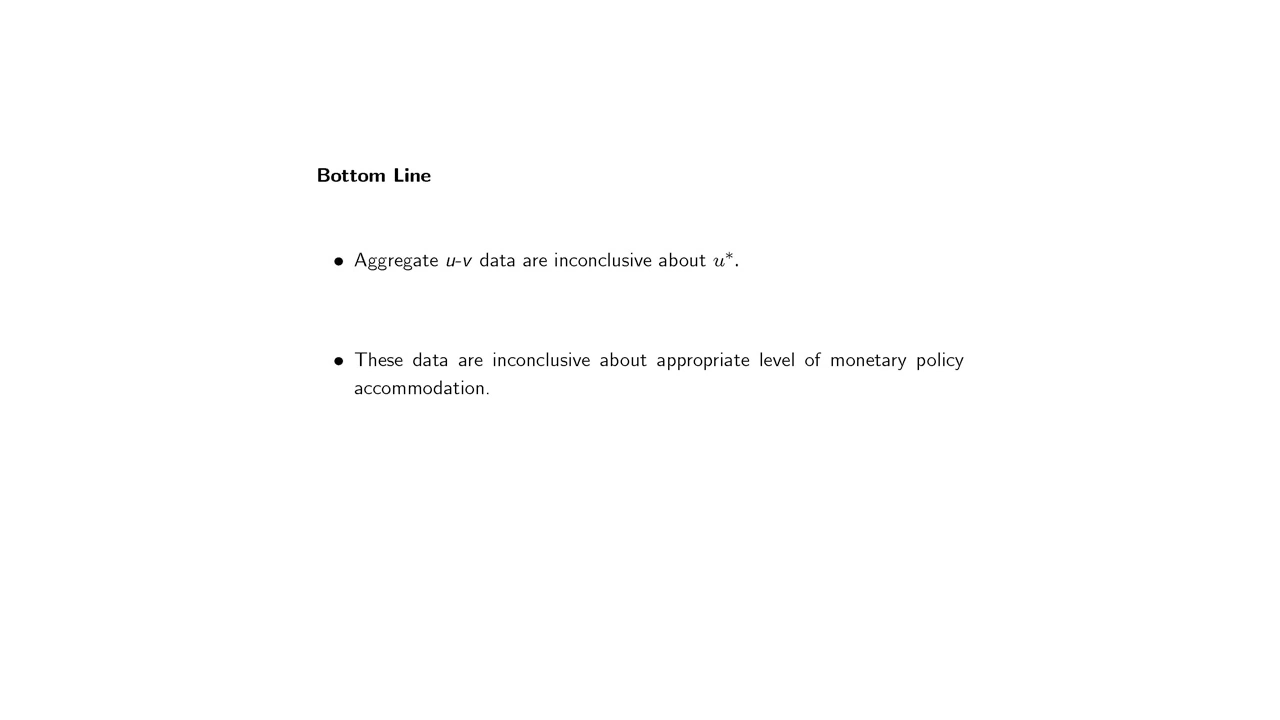 Bottom Line
• Aggregate u-v data are inconclusive about u*.
• These data are inconclusive about appropriate level of monetary policy
accommodation.